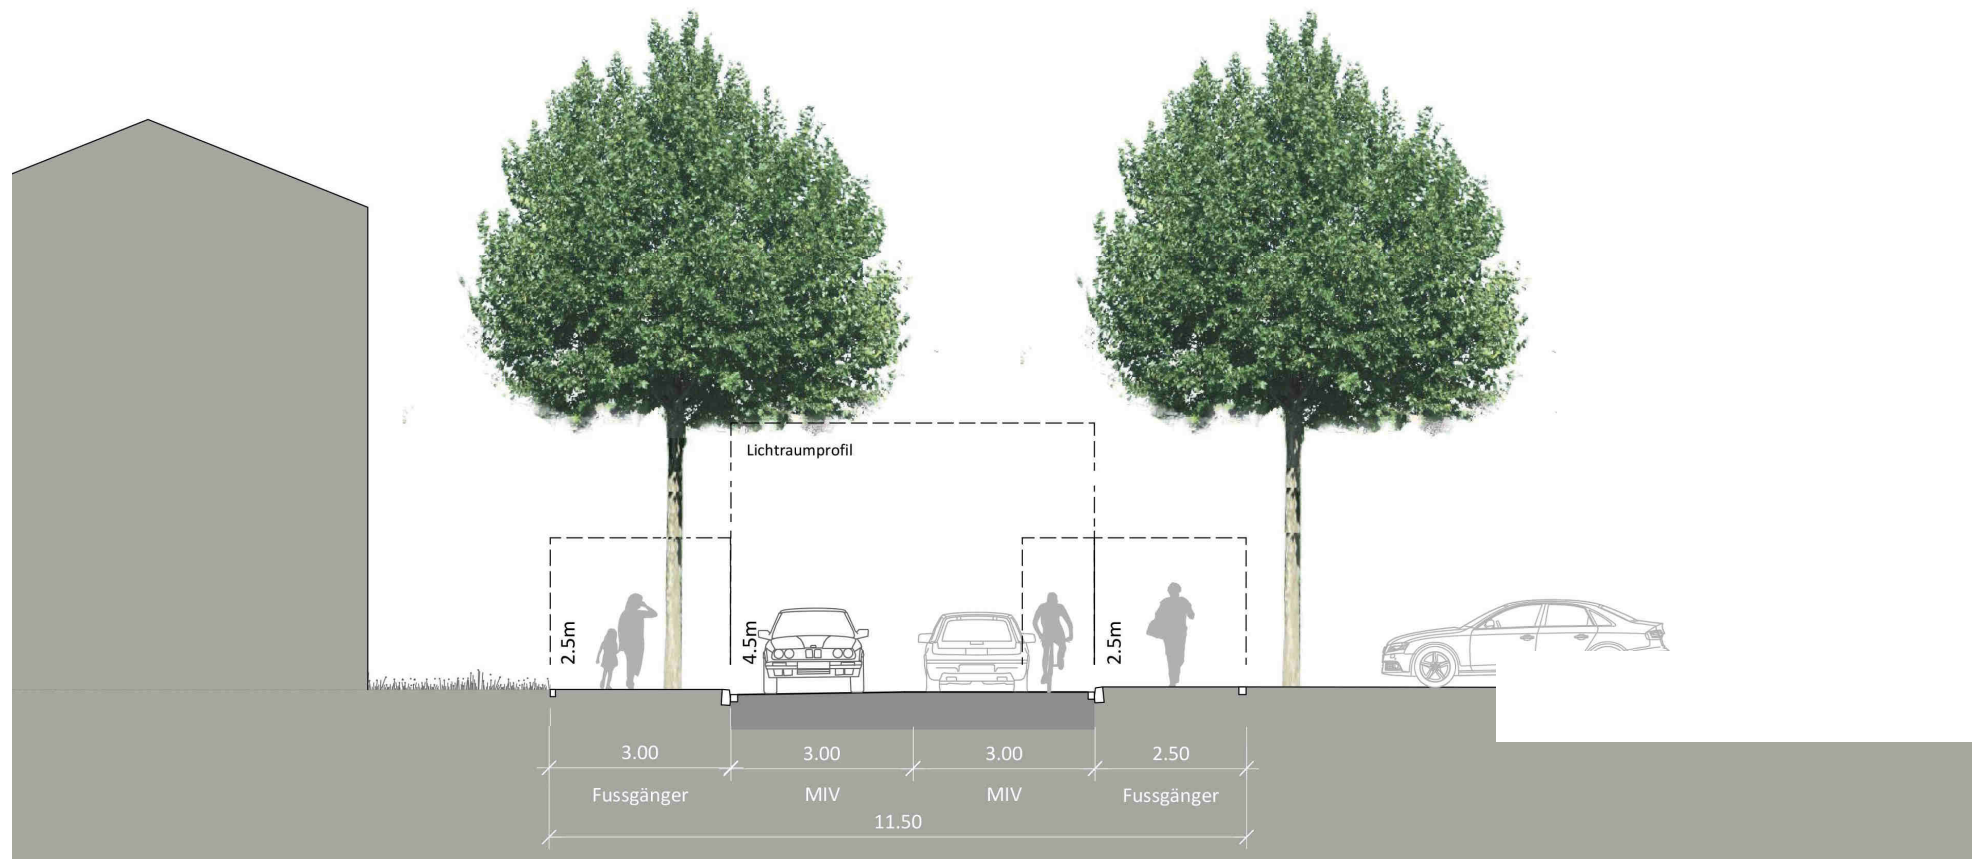 Lichtraumprofil
2.5m
4.5m
2.5m
3.00
3.00
3.00
2.50
Fussgänger
MIV
MIV
Fussgänger
11.50